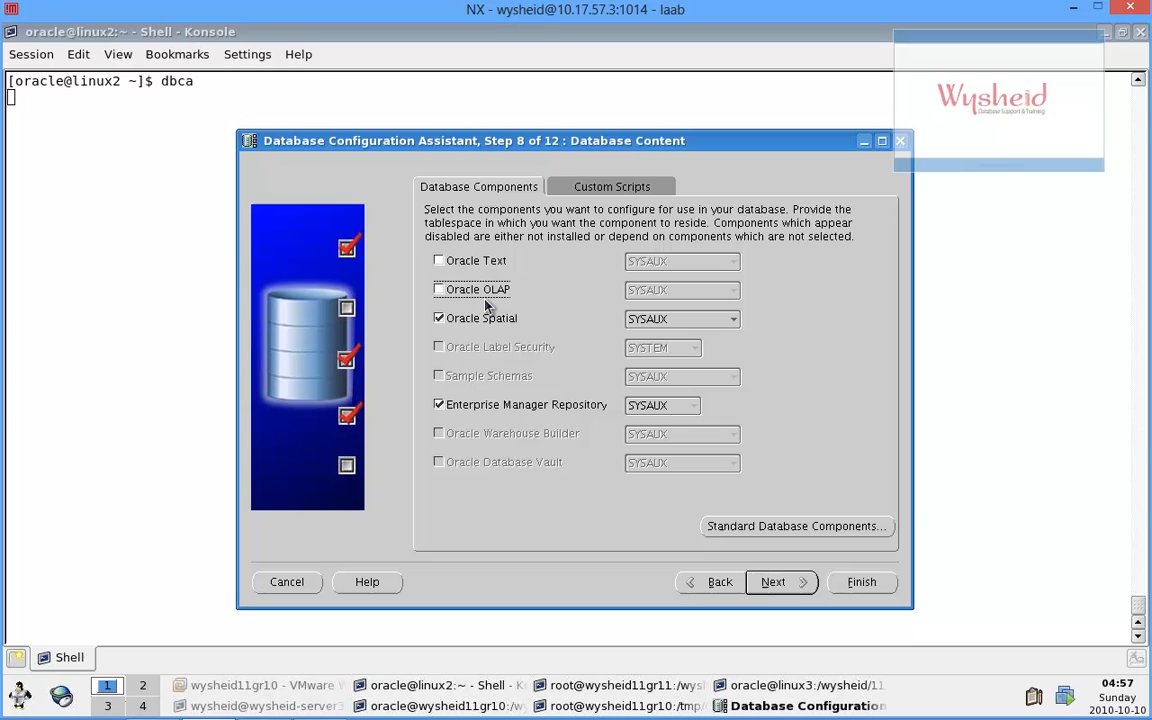 NX - wysheid@10.17.57.3:1014 - laab
oracle@linux2:~ - Shell - Konsole
Session Edit View Bookmarks Settings Help
[oracle@linux2 ~]$ dbca
Wysheid
Database Support & Training
Database Configuration Assistant, Step 8 of 12 : Database Content
Database Components Custom Scripts
Select the components you want to configure for use in your database. Provide the
tablespace in which you want the component to reside. Components which appear
disabled are either not installed or depend on components which are not selected.
Oracle Text SYSAUX
Oracle OLAP SYSAUX
Oracle Spatial SYSAUX
Oracle Label Security SYSTEM
Sample Schemas SYSAUX
Enterprise Manager Repository SYSAUX
Oracle Warehouse Builder SYSAUX
Oracle Database Vault SYSAUX
Standard Database Components...
Cancel Help Back Next Finish
Shell
1 2 wysheid11gr10 - VMware oracle@linux2:~ - Shell - K root@wysheid11gr11:/wys oracle@linux3:/wysheid/11 04:57
Sunday
3 4 wysheid@wysheid-server3 oracle@wysheid11gr10:/w root@wysheid11gr10:/tmp Database Configuration 2010-10-10